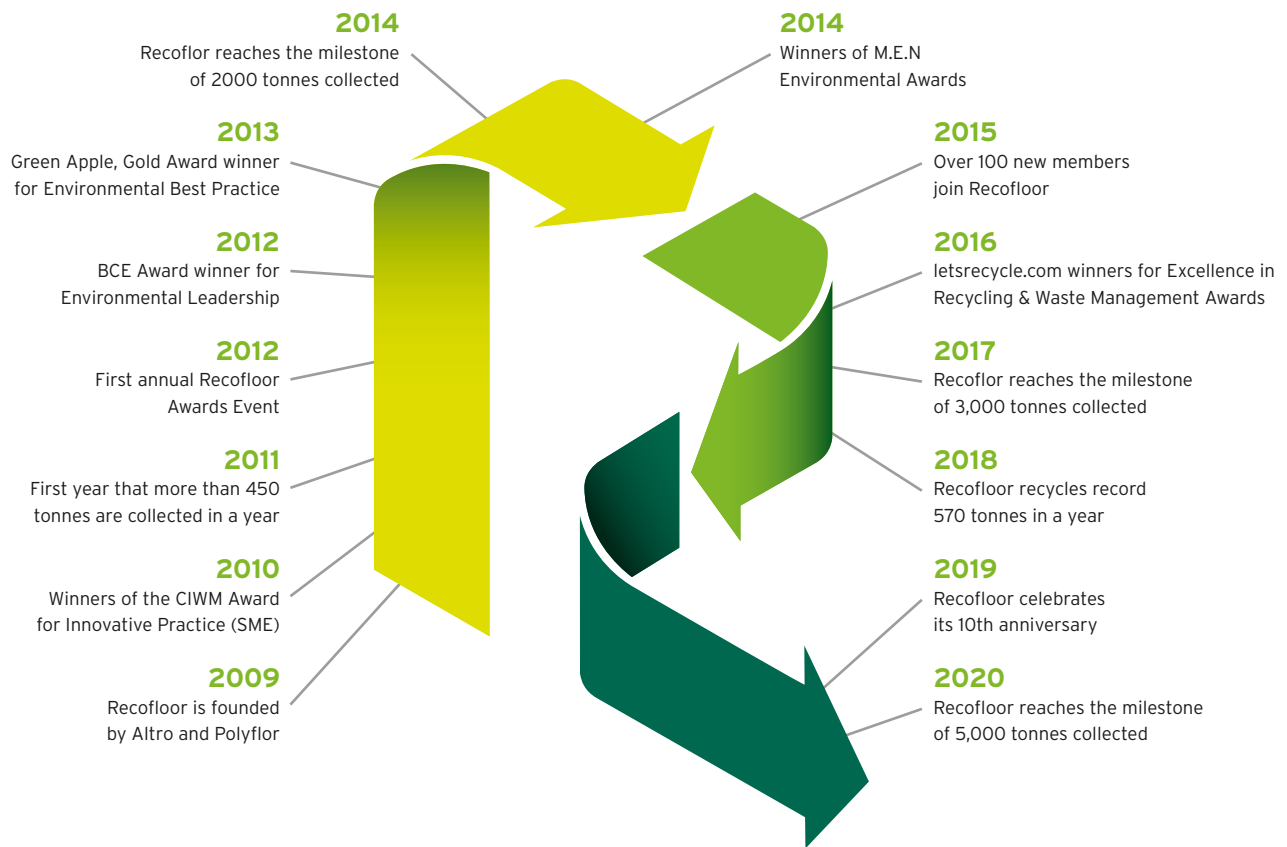 2014
Recoflor reaches the milestone
of 2000 tonnes collected
2014
Winners of M.E.N
Environmental Awards
2013
Green Apple, Gold Award winner
for Environmental Best Practice
2012
BCE Award winner for
Environmental Leadership
2012
First annual Recofloor
Awards Event
2011
First year that more than 450
tonnes are collected in a year
2010
Winners of the CIWM Award
for Innovative Practice (SME)
2009
Recofloor is founded
by Altro and Polyflor
2015
Over 100 new members
join Recofloor
2016
letsrecycle.com winners for Excellence in
Recycling & Waste Management Awards
2017
Recoflor reaches the milestone
of 3,000 tonnes collected
2018
Recofloor recycles record
570 tonnes in a year
2019
Recofloor celebrates
its 10th anniversary
2020
Recofloor reaches the milestone
of 5,000 tonnes collected